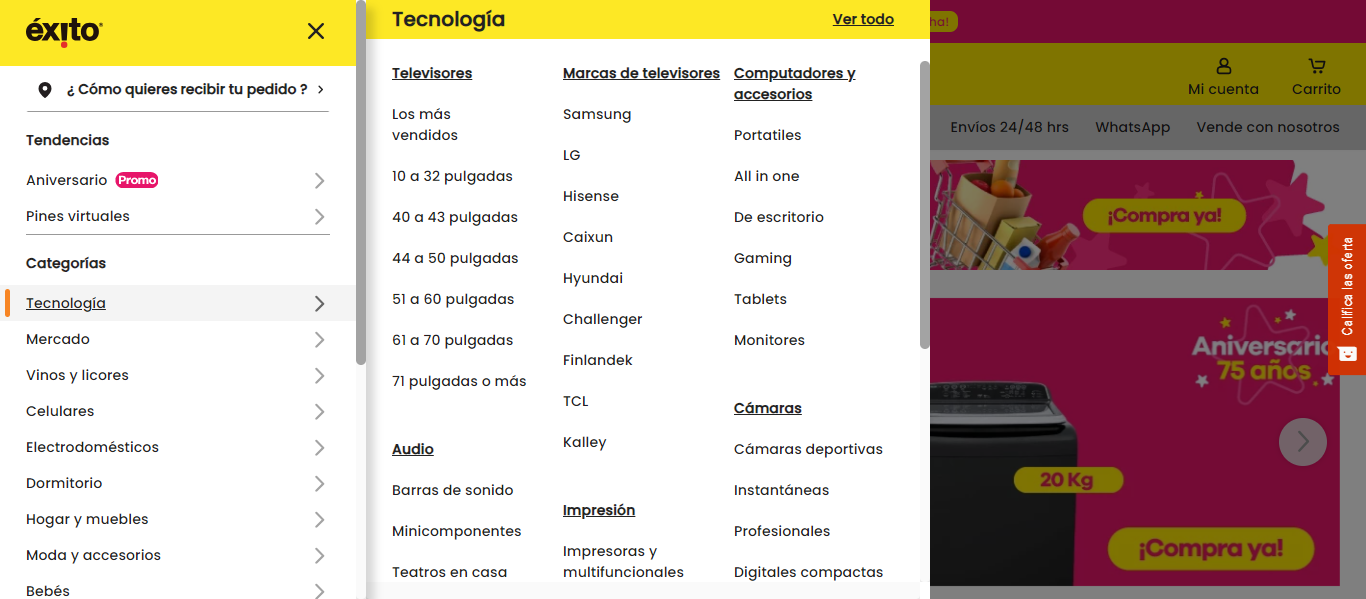 éxito
¿ Cómo quieres recibir tu pedido ?
Tendencias
Aniversario Promo
Pines virtuales
Categorías
Tecnología
Mercado
Vinos y licores
Celulares
Electrodomésticos
Dormitorio
Hogar y muebles
Moda y accesorios
Bebés
Tecnología
Ver todo
Televisores
Los más
vendidos
10 a 32 pulgadas
40 a 43 pulgadas
44 a 50 pulgadas
51 a 60 pulgadas
61 a 70 pulgadas
71 pulgadas o más
Audio
Barras de sonido
Minicomponentes
Teatros en casa
Marcas de televisores
Samsung
LG
Hisense
Caixun
Hyundai
Challenger
Finlandek
TCL
Kalley
Impresión
Impresoras y
multifuncionales
Computadores y
accesorios
Portatiles
All in one
De escritorio
Gaming
Tablets
Monitores
Cámaras
Cámaras deportivas
Instantáneas
Profesionales
Digitales compactas
Mi cuenta
Carrito
Envíos 24/48 hrs
WhatsApp
Vende con nosotros
¡Compra ya!
Califica las oferta
Aniversario
75 años
20 Kg
¡Compra ya!